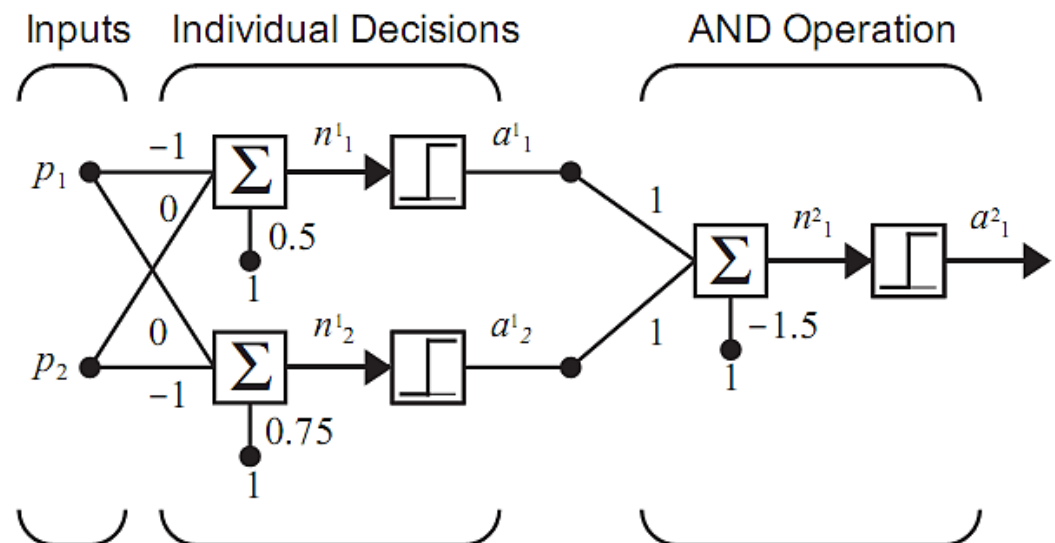 Inputs Individual Decisions AND Operation
p₁ −1 n¹₁ a¹₁
0 0.5 1
1
n²₁ a²₁
0 n¹₂ a¹₂ 1 −1.5
p₂ −1 1
0.75
1